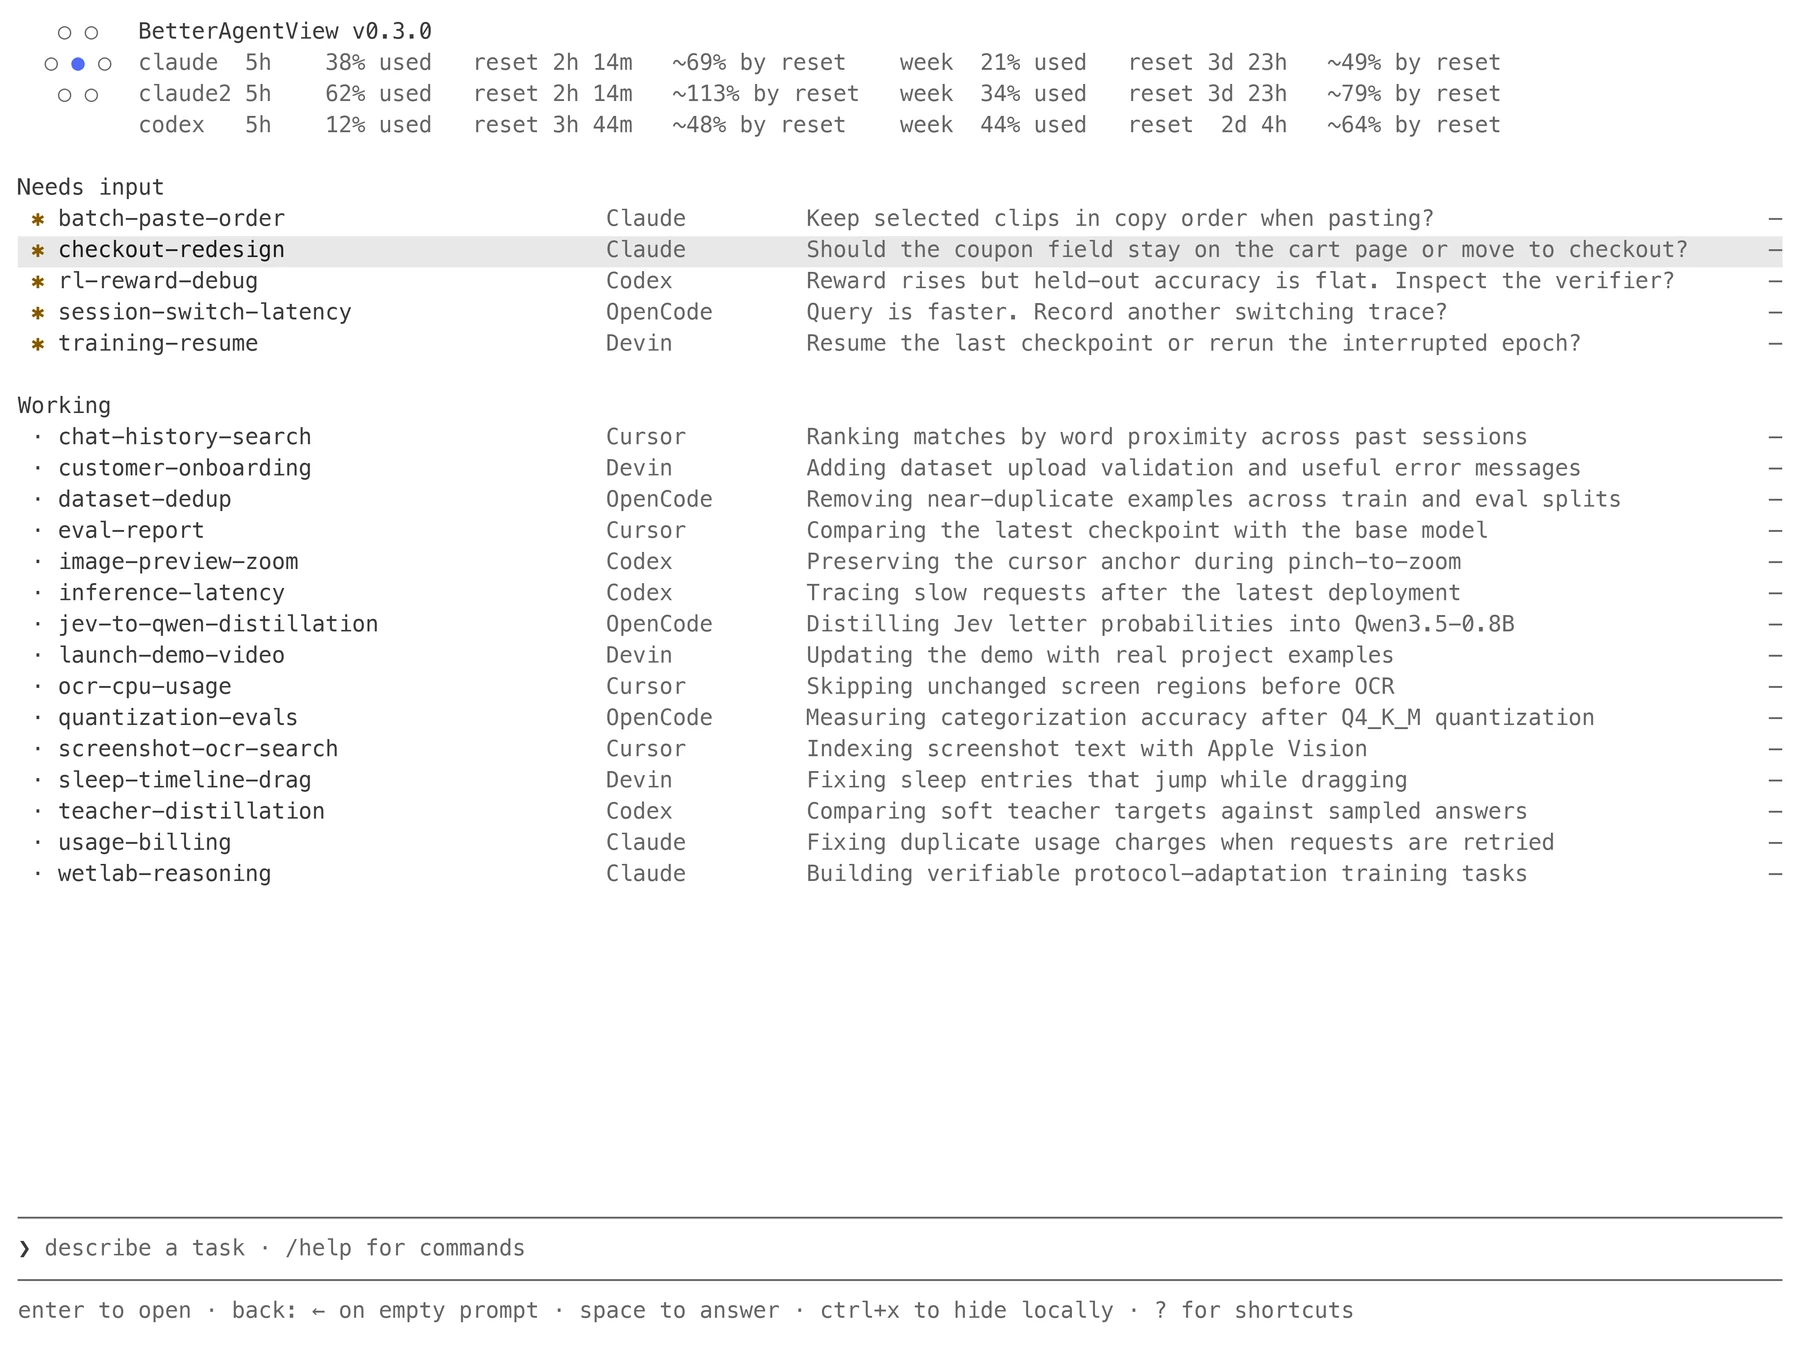 BetterAgentView v0.3.0
claude 5h 38% used reset 2h 14m ~69% by reset week 21% used reset 3d 23h ~49% by reset
claude2 5h 62% used reset 2h 14m ~113% by reset week 34% used reset 3d 23h ~79% by reset
codex 5h 12% used reset 3h 44m ~48% by reset week 44% used reset 2d 4h ~64% by reset
Needs input
✱ batch-paste-order Claude Keep selected clips in copy order when pasting? –
✱ checkout-redesign Claude Should the coupon field stay on the cart page or move to checkout? –
✱ rl-reward-debug Codex Reward rises but held-out accuracy is flat. Inspect the verifier? –
✱ session-switch-latency OpenCode Query is faster. Record another switching trace? –
✱ training-resume Devin Resume the last checkpoint or rerun the interrupted epoch? –
Working
· chat-history-search Cursor Ranking matches by word proximity across past sessions –
· customer-onboarding Devin Adding dataset upload validation and useful error messages –
· dataset-dedup OpenCode Removing near-duplicate examples across train and eval splits –
· eval-report Cursor Comparing the latest checkpoint with the base model –
· image-preview-zoom Codex Preserving the cursor anchor during pinch-to-zoom –
· inference-latency Codex Tracing slow requests after the latest deployment –
· jev-to-qwen-distillation OpenCode Distilling Jev letter probabilities into Qwen3.5-0.8B –
· launch-demo-video Devin Updating the demo with real project examples –
· ocr-cpu-usage Cursor Skipping unchanged screen regions before OCR –
· quantization-evals OpenCode Measuring categorization accuracy after Q4_K_M quantization –
· screenshot-ocr-search Cursor Indexing screenshot text with Apple Vision –
· sleep-timeline-drag Devin Fixing sleep entries that jump while dragging –
· teacher-distillation Codex Comparing soft teacher targets against sampled answers –
· usage-billing Claude Fixing duplicate usage charges when requests are retried –
· wetlab-reasoning Claude Building verifiable protocol-adaptation training tasks –
❯ describe a task · /help for commands
enter to open · back: ← on empty prompt · space to answer · ctrl+x to hide locally · ? for shortcuts